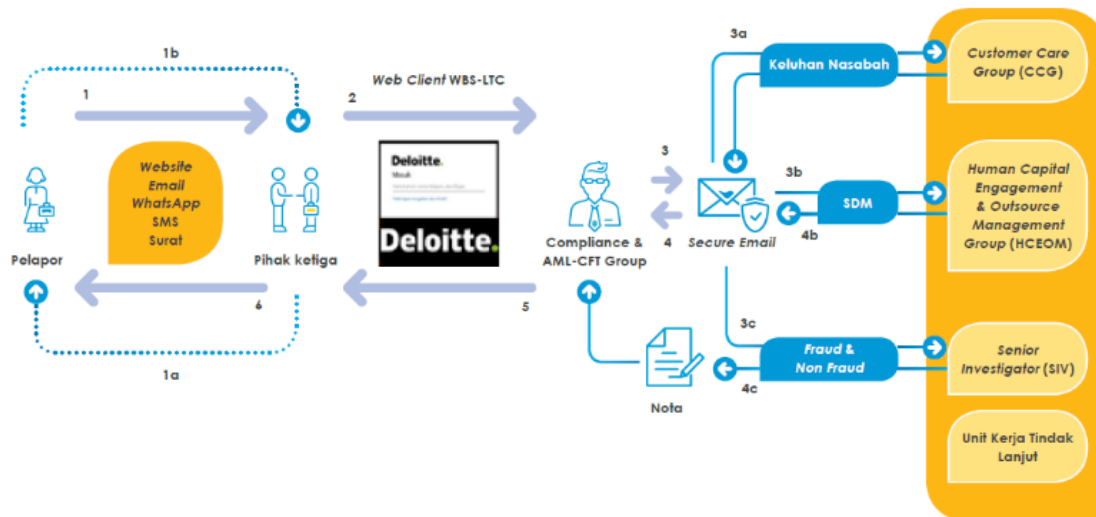 1b
1
2
Web Client WBS-LTC
Website
Email
WhatsApp
SMS
Surat
Pelapor
Pihak ketiga
Deloitte.
Masuk
Deloitte.
6
5
1a
Compliance &
AML-CFT Group
3
4
Secure Email
3a
Keluhan Nasabah
3b
SDM
4b
3c
Fraud &
Non Fraud
4c
Nota
Customer Care
Group (CCG)
Human Capital
Engagement
& Outsource
Management
Group (HCEOM)
Senior
Investigator (SIV)
Unit Kerja Tindak
Lanjut